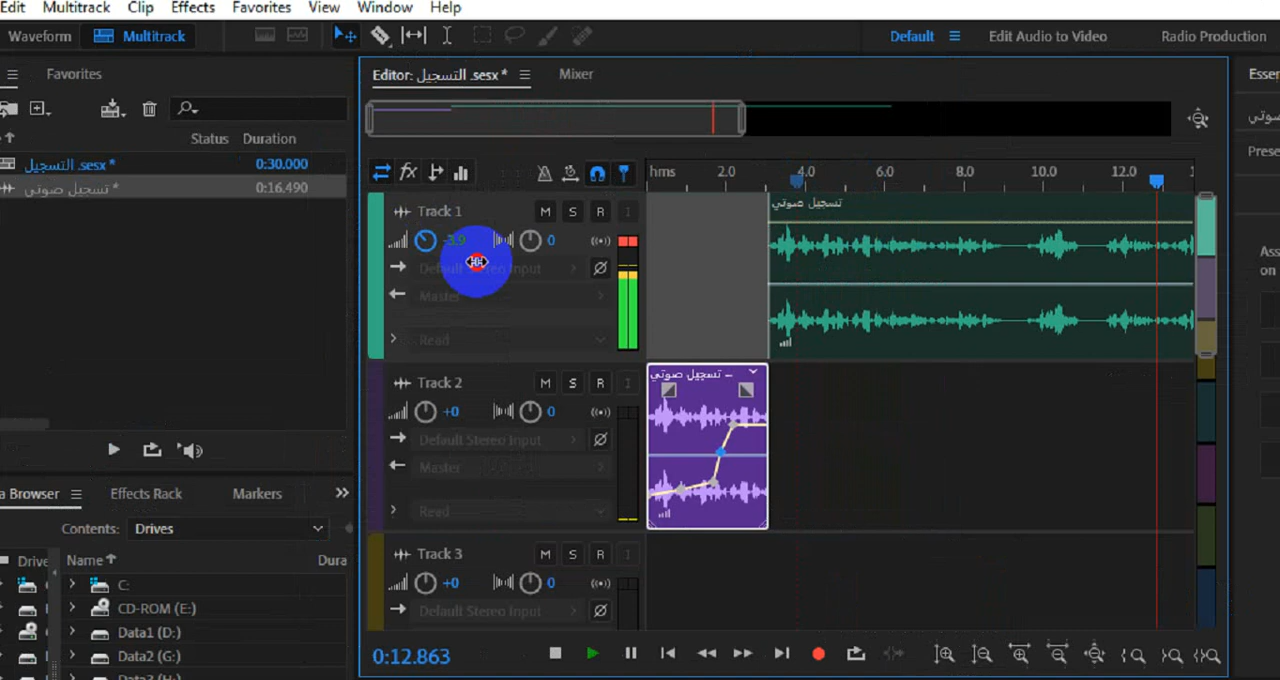 Edit Multitrack Clip Effects Favorites View Window Help
Waveform Multitrack Default Edit Audio to Video Radio Production
Favorites
Status Duration
التسجيل.sesx * 0:30.000
تسجيل صوتي * 0:16.490
Editor: التسجيل.sesx * Mixer
hms 2.0 4.0 6.0 8.0 10.0 12.0
Track 1 M S R I
-3.9 0
Default Stereo Input
Master
Read
تسجيل صوتي
Track 2 M S R I
+0 0
Default Stereo Input
Master
Read
تسجيل صوتي –
Track 3 M S R I
+0 0
Default Stereo Input
a Browser Effects Rack Markers
Contents: Drives
Drive Name Dura
C:
CD-ROM (E:)
Data1 (D:)
Data2 (G:)
0:12.863
Essen
صوتي
Prese
Ass
on